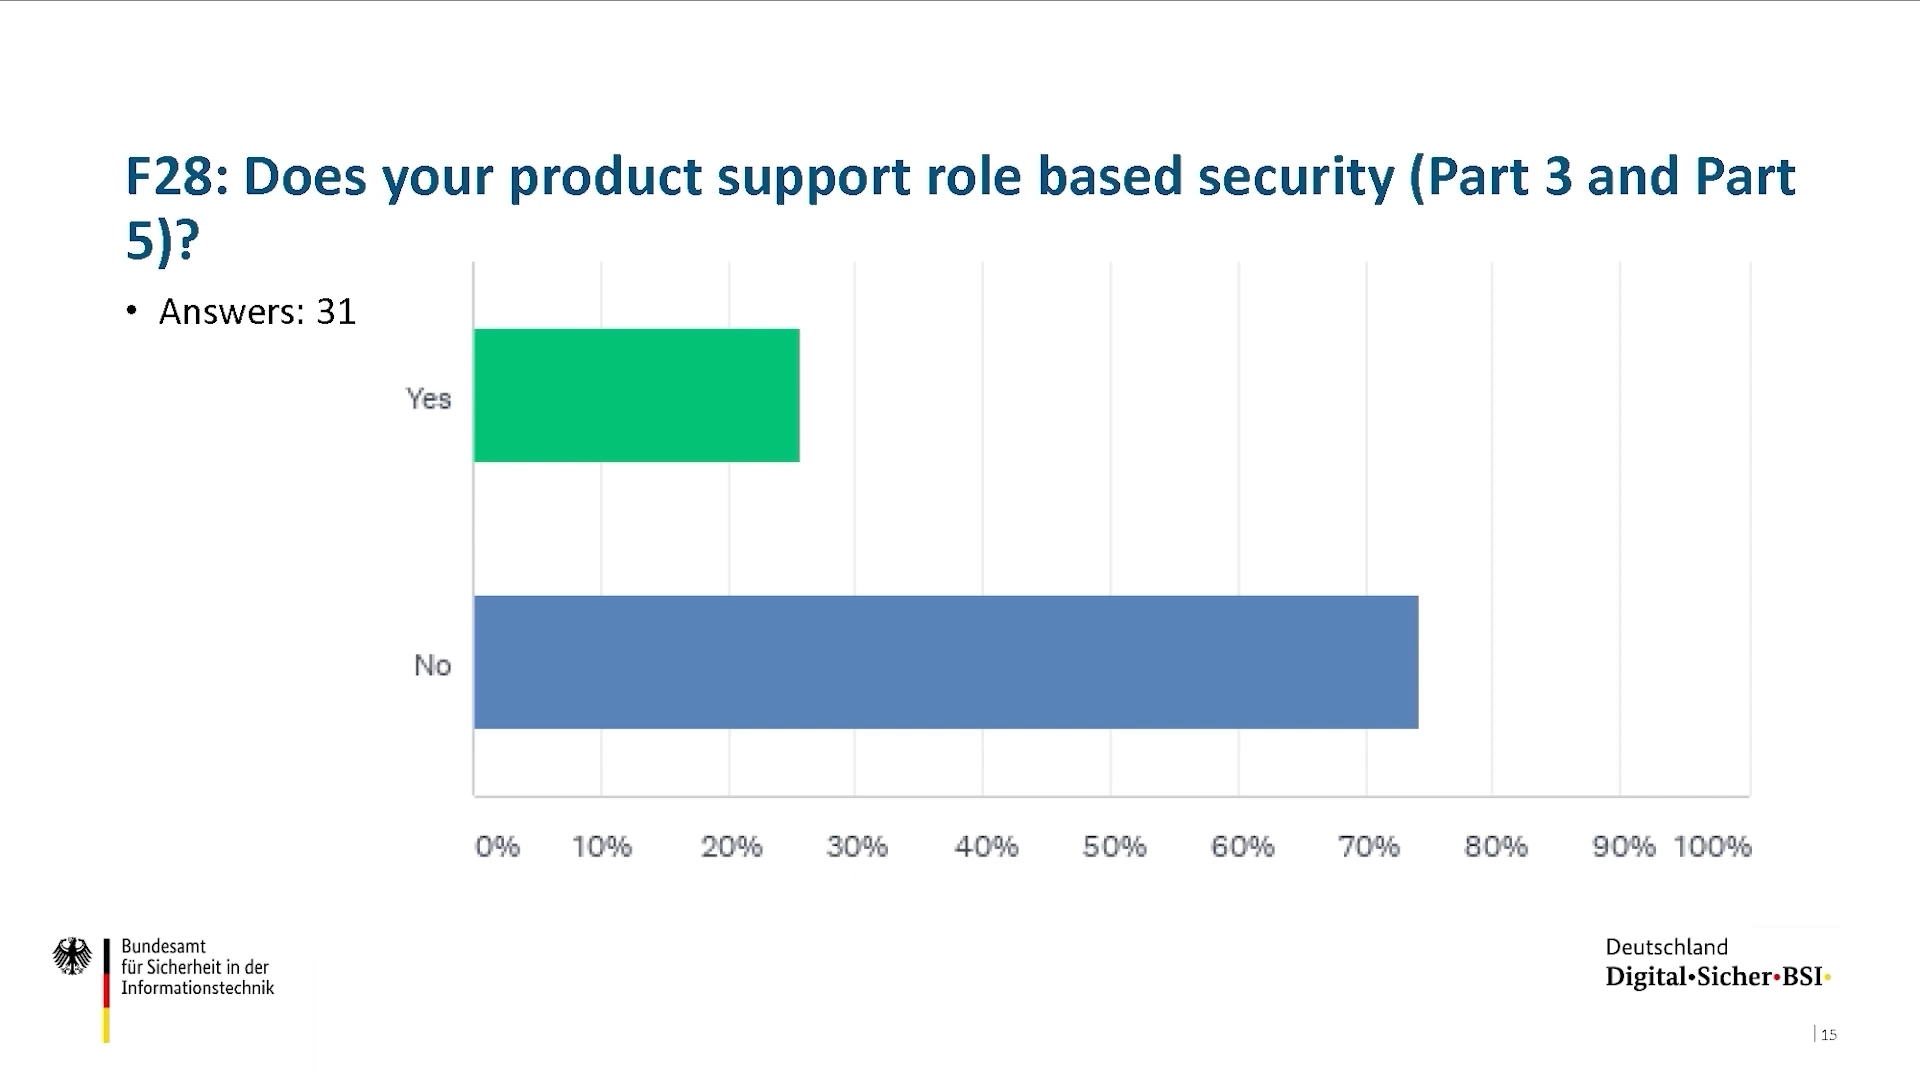 F28: Does your product support role based security (Part 3 and Part
5)?
• Answers: 31
Yes
No
0% 10% 20% 30% 40% 50% 60% 70% 80% 90% 100%
Bundesamt
für Sicherheit in der
Informationstechnik
Deutschland
Digital•Sicher•BSI•
15